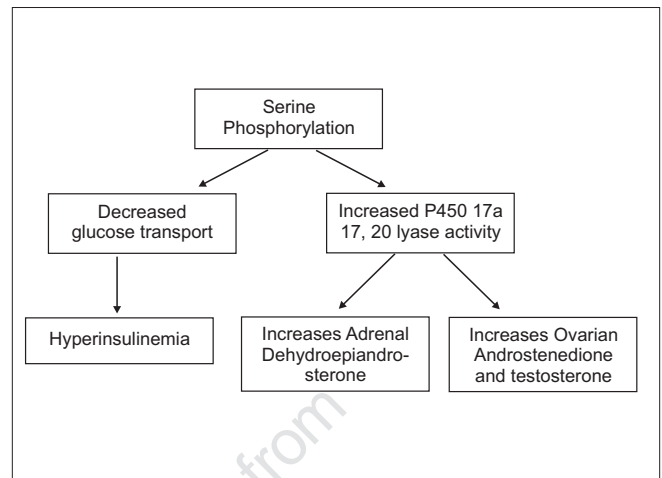 Serine
Phosphorylation
Decreased
glucose transport
Increased P450 17a
17, 20 lyase activity
Hyperinsulinemia
Increases Adrenal
Dehydroepiandro-
sterone
Increases Ovarian
Androstenedione
and testosterone
from